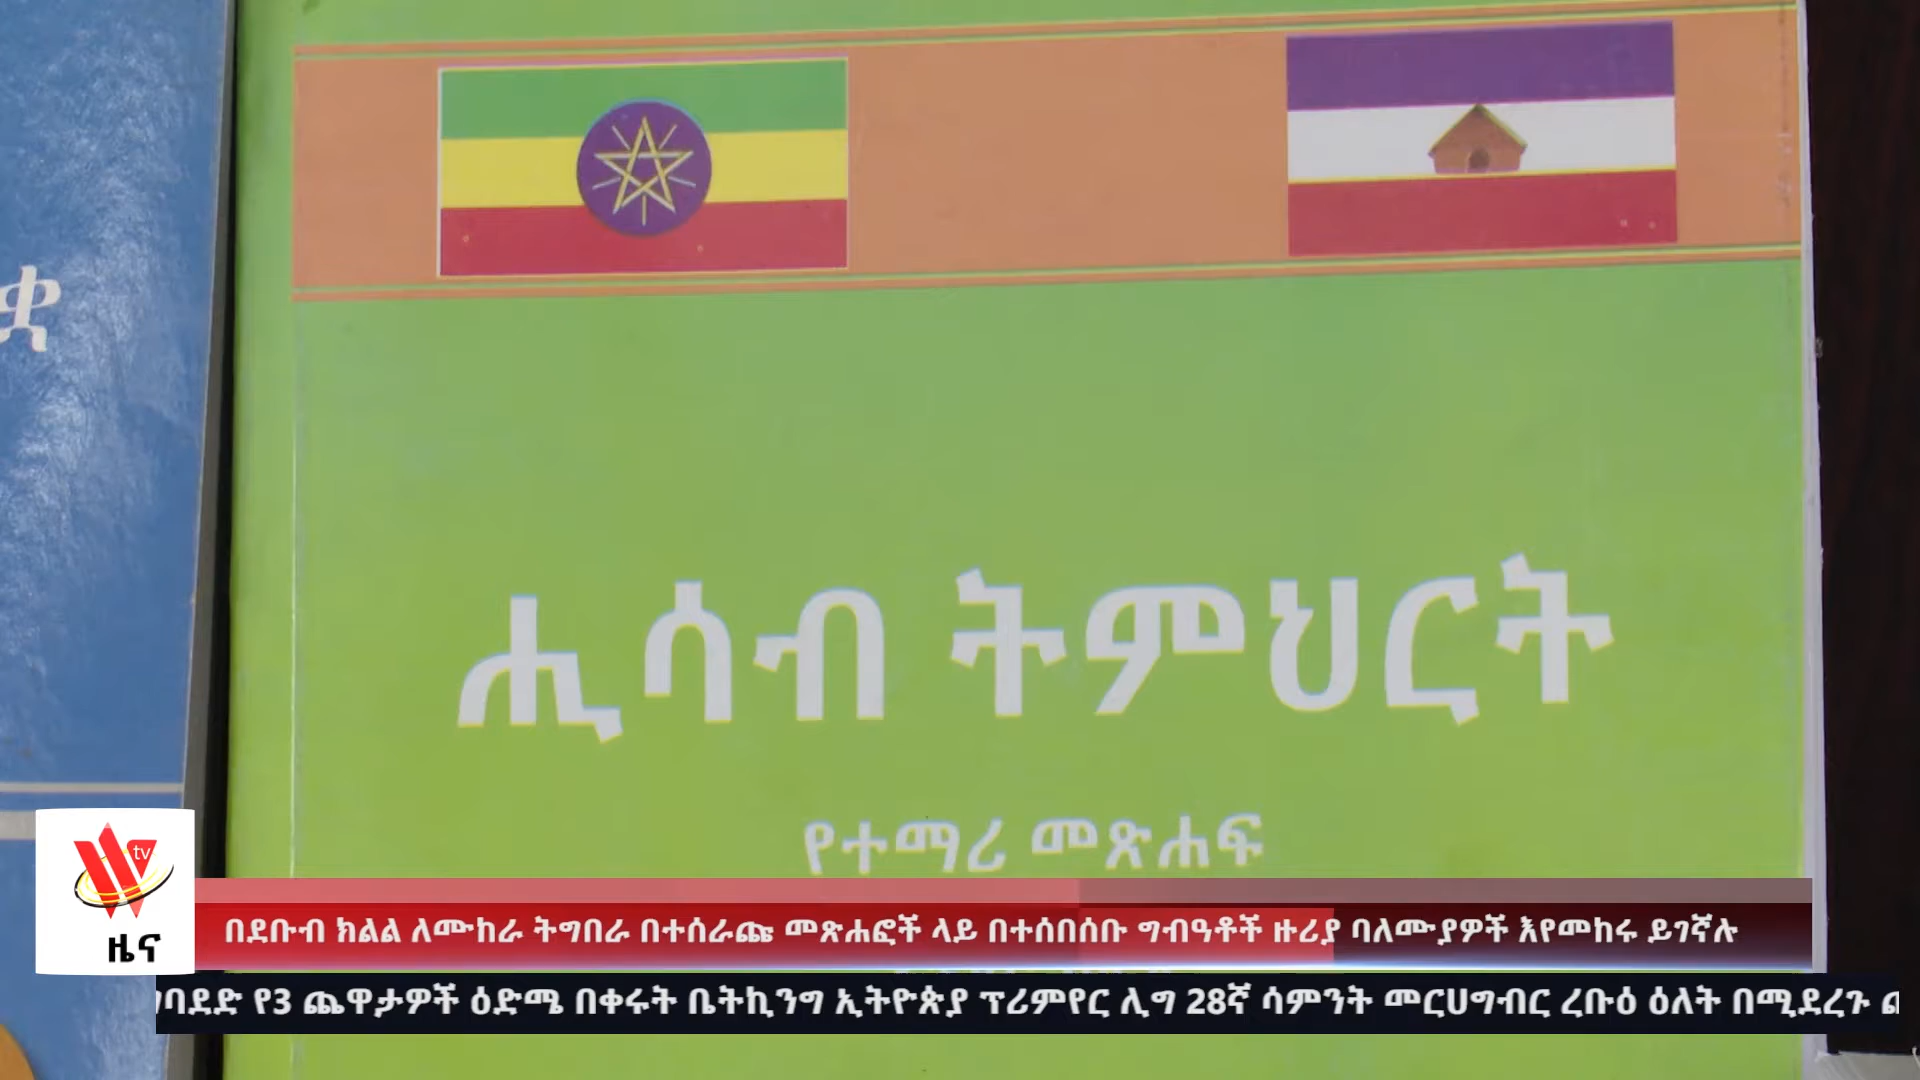 ቋ
ሒሳብ ትምህርት
የተማሪ መጽሐፍ
tv
ዜና
በደቡብ ክልል ለሙከራ ትግበራ በተሰራጩ መጽሐፎች ላይ በተሰበሰቡ ግብዓቶች ዙሪያ ባለሙያዎች እየመከሩ ይገኛሉ
የ3 ጨዋታዎች ዕድሜ በቀሩት ቤትኪንግ ኢትዮጵያ ፕሪምየር ሊግ 28ኛ ሳምንት መርሀግብር ረቡዕ ዕለት በሚደረጉ